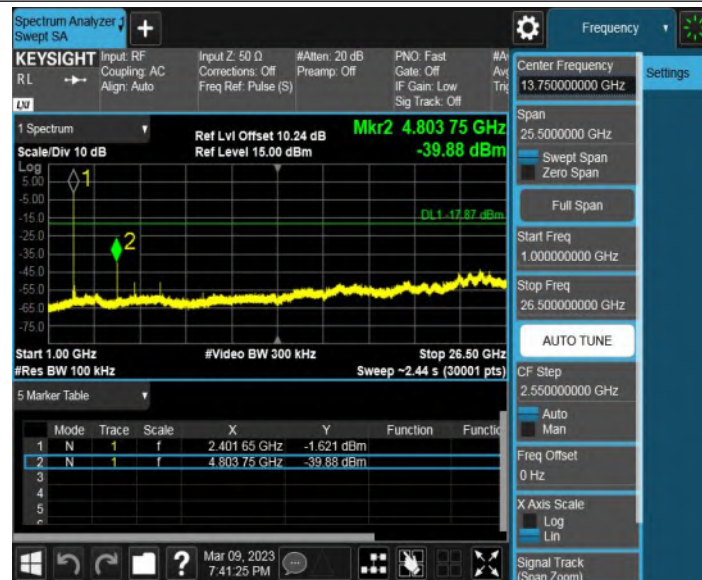 Spectrum Analyzer 1
Swept SA
+
Frequency
KEYSIGHT
RL
LXI
Input: RF
Coupling: AC
Align: Auto
Input Z: 50 Ω
Corrections: Off
Freq Ref: Pulse (S)
#Atten: 20 dB
Preamp: Off
PNO: Fast
Gate: Off
IF Gain: Low
Sig Track: Off
#A
Avg
Trig
1 Spectrum
Scale/Div 10 dB
Ref Lvl Offset 10.24 dB
Ref Level 15.00 dBm
Mkr2 4.803 75 GHz
-39.88 dBm
Log
1
5.00
-5.00
-15.0
DL1 -17.87 dBm
-25.0
2
-35.0
-45.0
-55.0
-65.0
-75.0
Start 1.00 GHz
#Video BW 300 kHz
Stop 26.50 GHz
#Res BW 100 kHz
Sweep ~2.44 s (30001 pts)
5 Marker Table
Mode Trace Scale X Y Function Functio
1 N 1 f 2.401 65 GHz -1.621 dBm
2 N 1 f 4.803 75 GHz -39.88 dBm
3
4
5
?
Mar 09, 2023
7:41:25 PM
Center Frequency
13.750000000 GHz
Settings
Span
25.5000000 GHz
Swept Span
Zero Span
Full Span
Start Freq
1.000000000 GHz
Stop Freq
26.500000000 GHz
AUTO TUNE
CF Step
2.550000000 GHz
Auto
Man
Freq Offset
0 Hz
X Axis Scale
Log
Lin
Signal Track
(Span Zoom)